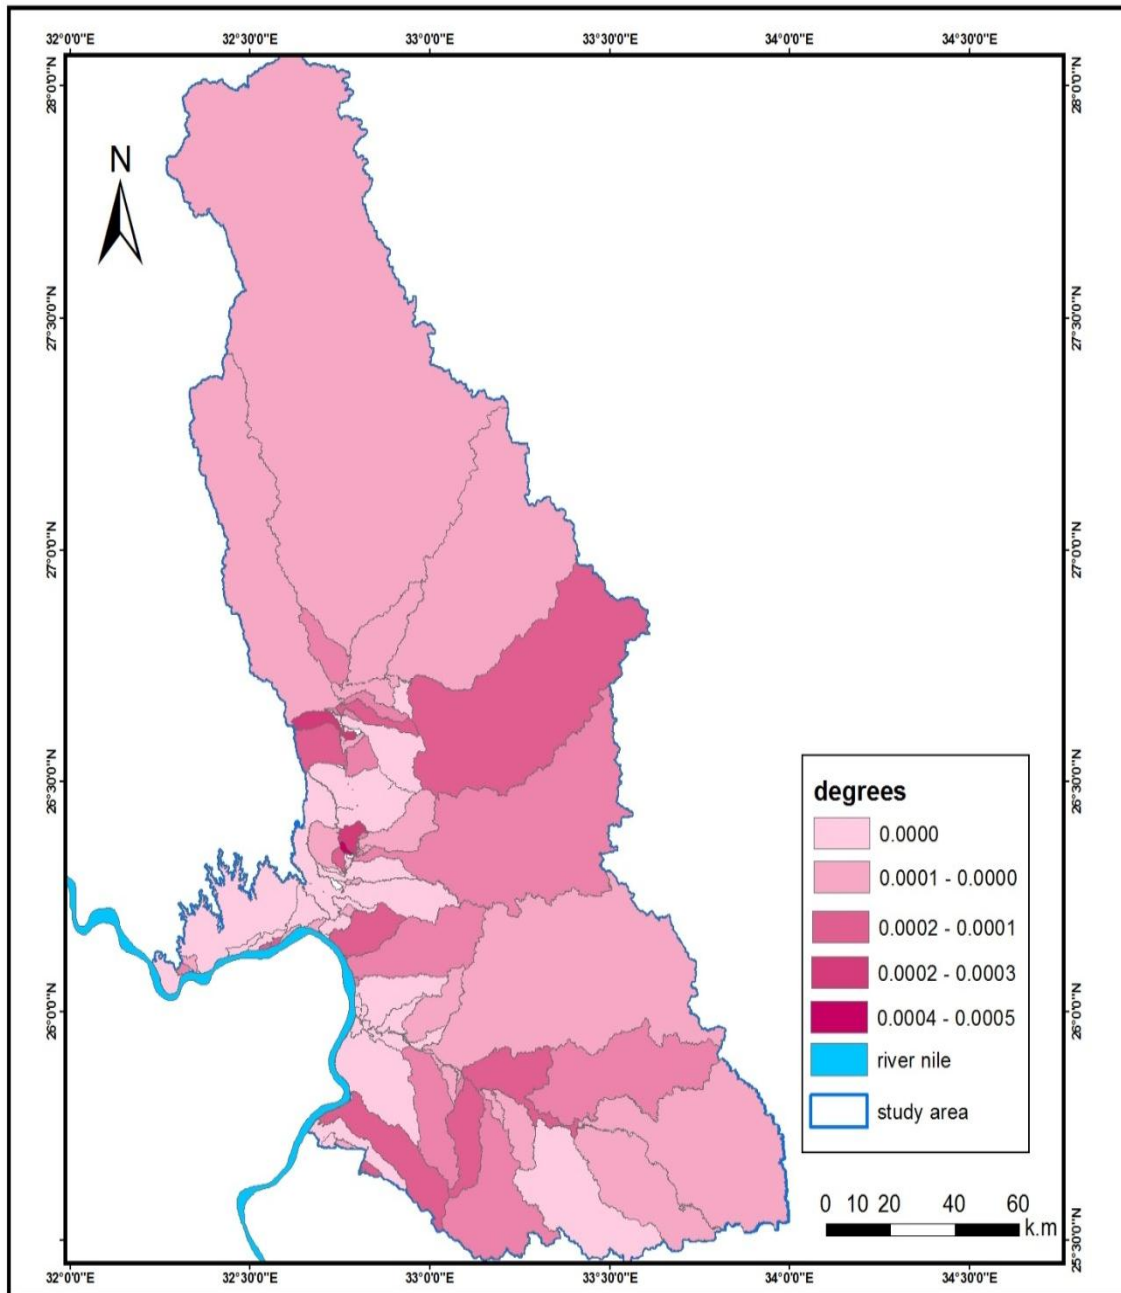 32°0'0"E 32°30'0"E 33°0'0"E 33°30'0"E 34°0'0"E 34°30'0"E
28°0'0"N 28°0'0"N
N
27°30'0"N 27°30'0"N
27°0'0"N 27°0'0"N
26°30'0"N 26°30'0"N
degrees
0.0000
0.0001 - 0.0000
0.0002 - 0.0001
0.0002 - 0.0003
0.0004 - 0.0005
river nile
study area
26°0'0"N 26°0'0"N
0 10 20 40 60
k.m
25°30'0"N 25°30'0"N
32°0'0"E 32°30'0"E 33°0'0"E 33°30'0"E 34°0'0"E 34°30'0"E